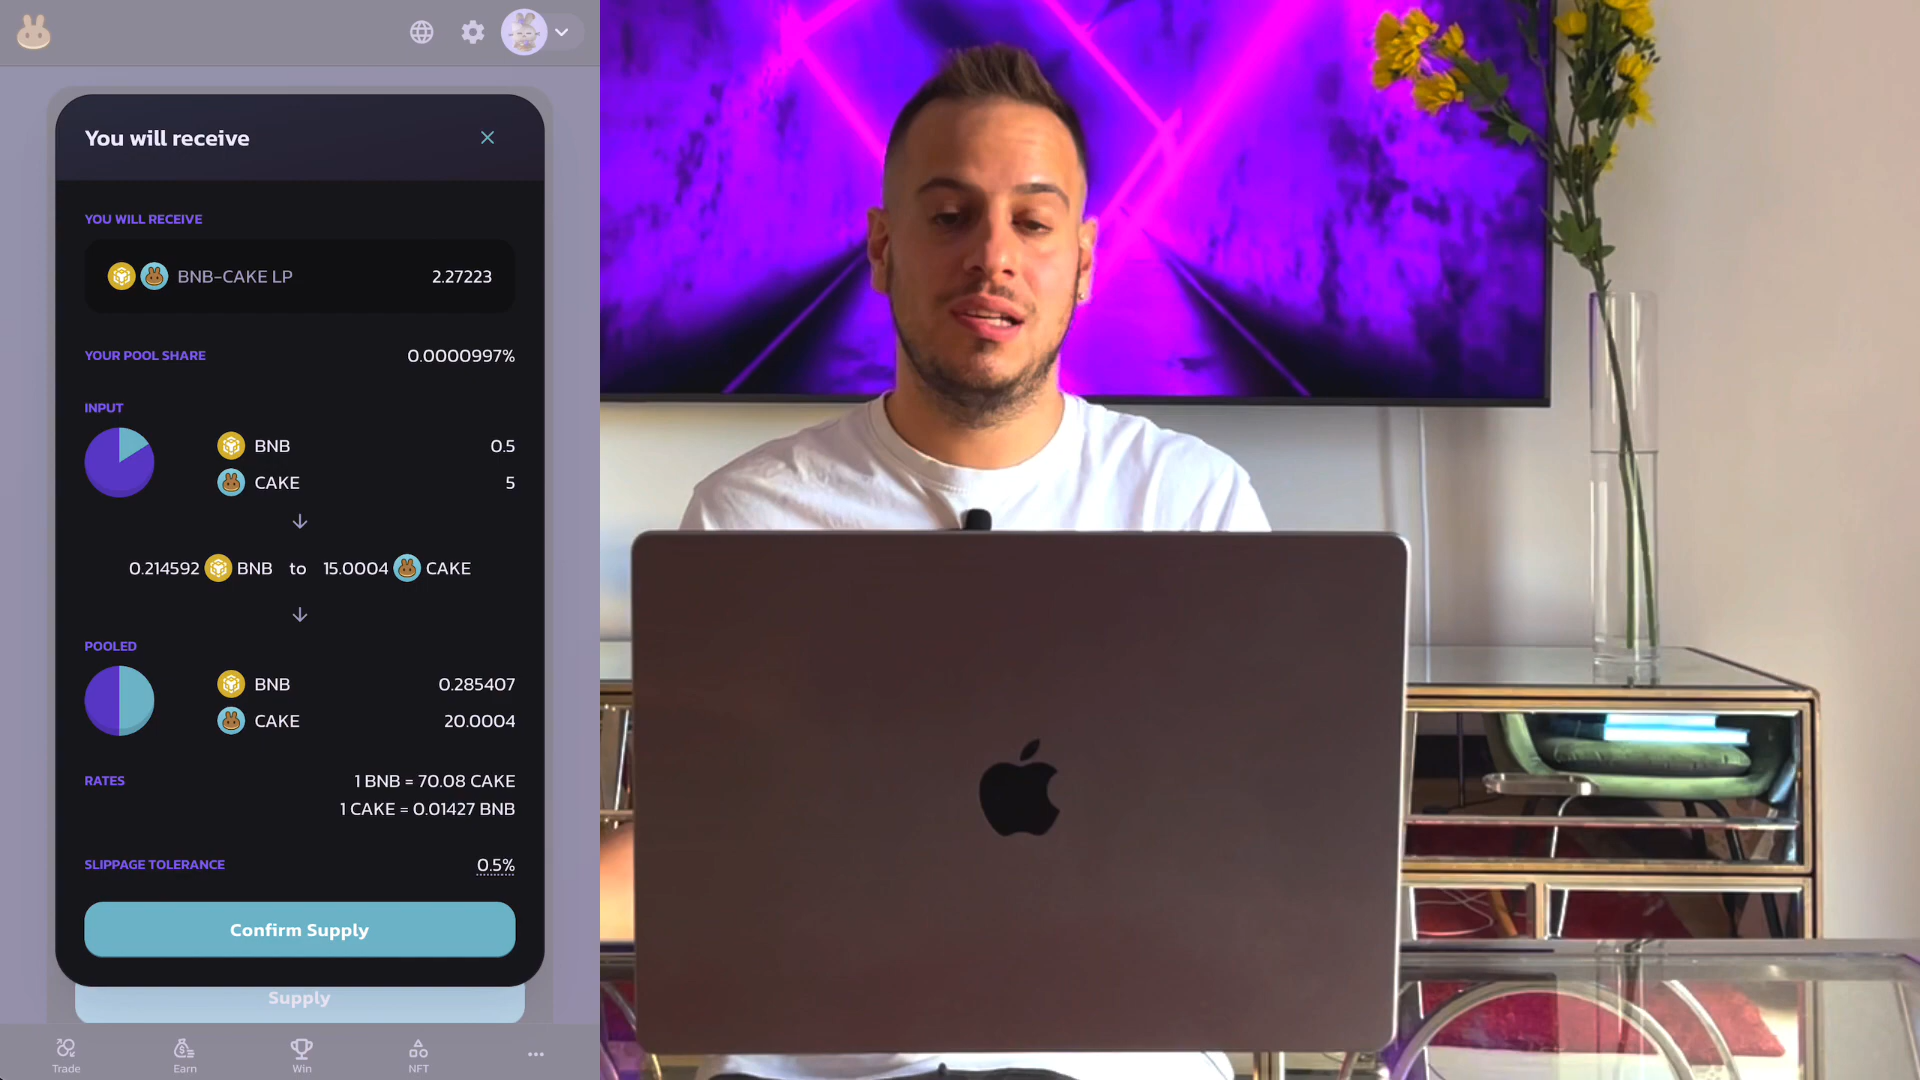 You will receive
YOU WILL RECEIVE
BNB-CAKE LP 2.27223
YOUR POOL SHARE 0.0000997%
INPUT
BNB 0.5
CAKE 5
0.214592 BNB to 15.0004 CAKE
POOLED
BNB 0.285407
CAKE 20.0004
RATES 1 BNB = 70.08 CAKE
1 CAKE = 0.01427 BNB
SLIPPAGE TOLERANCE 0.5%
Confirm Supply
Supply
Trade Earn Win NFT